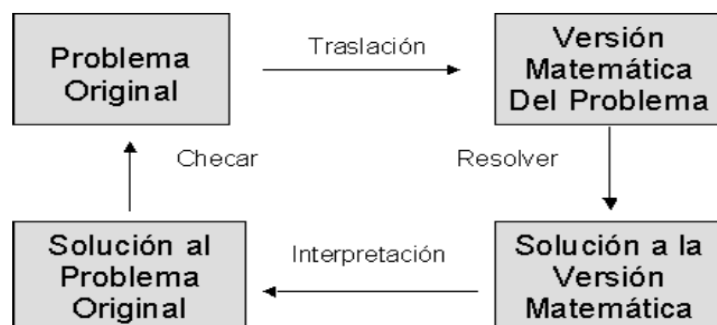 Problema
Original
Traslación
Versión
Matemática
Del Problema
Checar
Resolver
Solución al
Problema
Original
Interpretación
Solución a la
Versión
Matemática